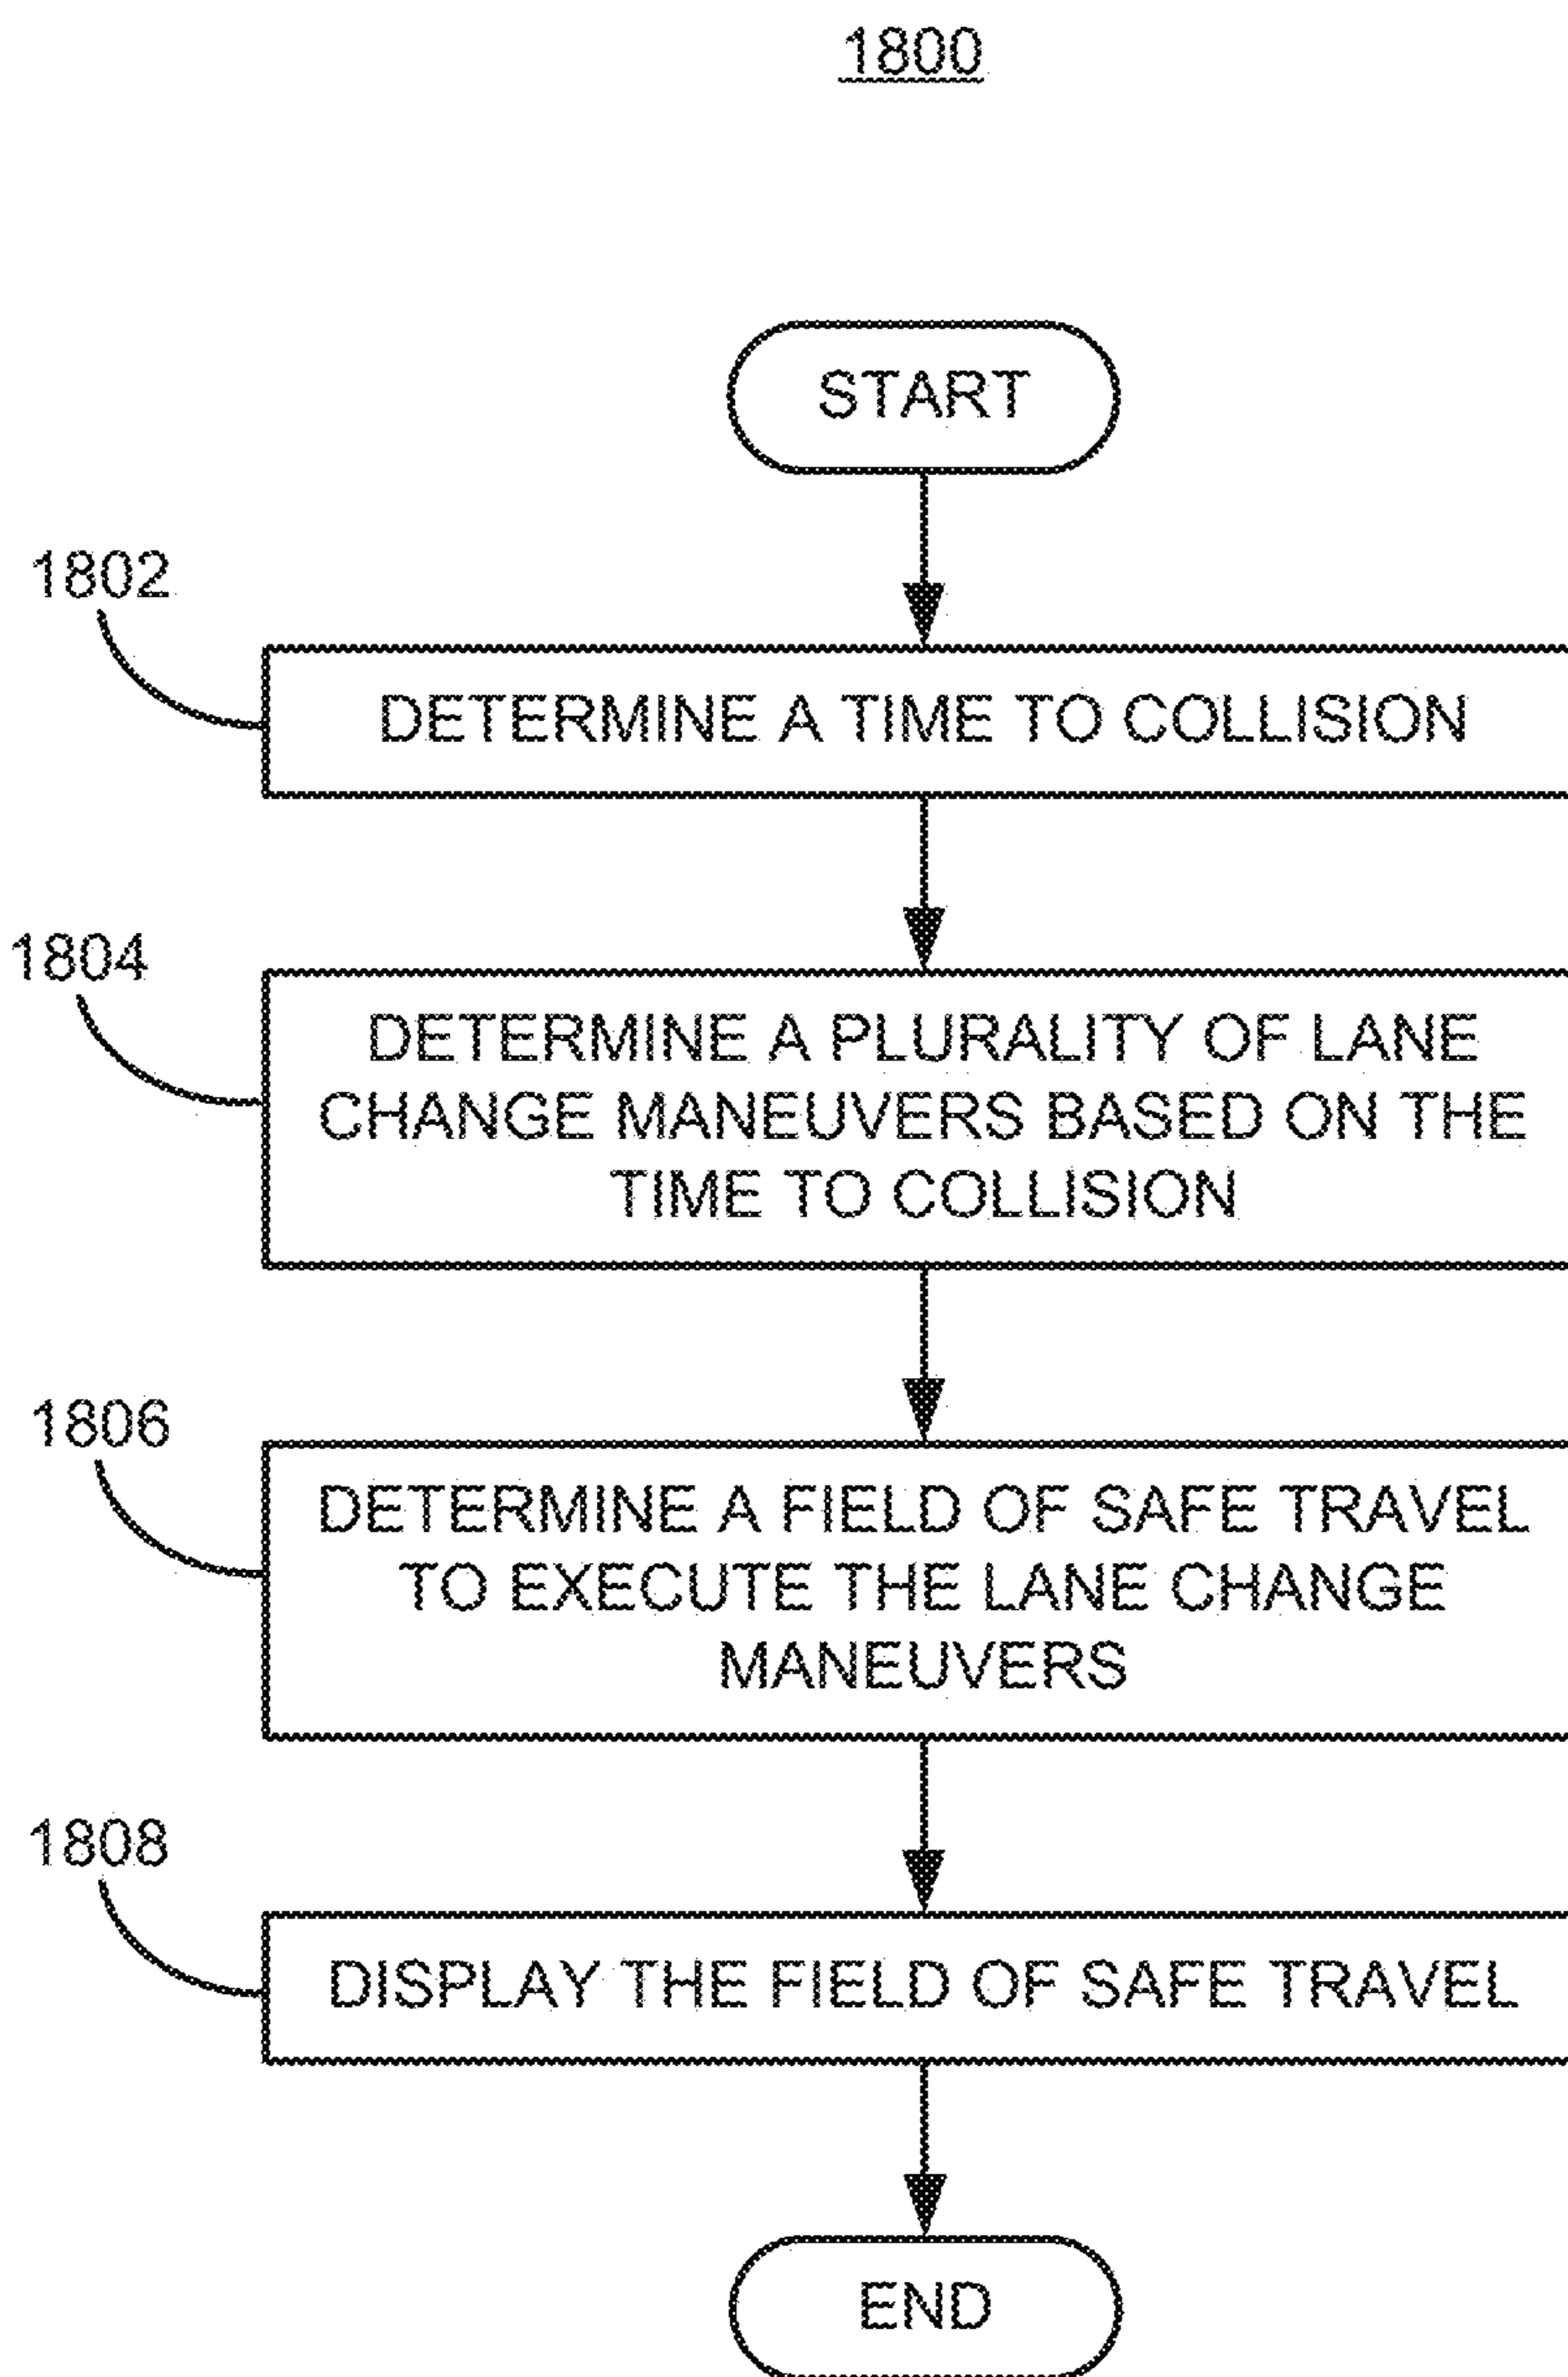 1800
START
1802
DETERMINE A TIME TO COLLISION
1804
DETERMINE A PLURALITY OF LANE
CHANGE MANEUVERS BASED ON THE
TIME TO COLLISION
1806
DETERMINE A FIELD OF SAFE TRAVEL
TO EXECUTE THE LANE CHANGE
MANEUVERS
1808
DISPLAY THE FIELD OF SAFE TRAVEL
END